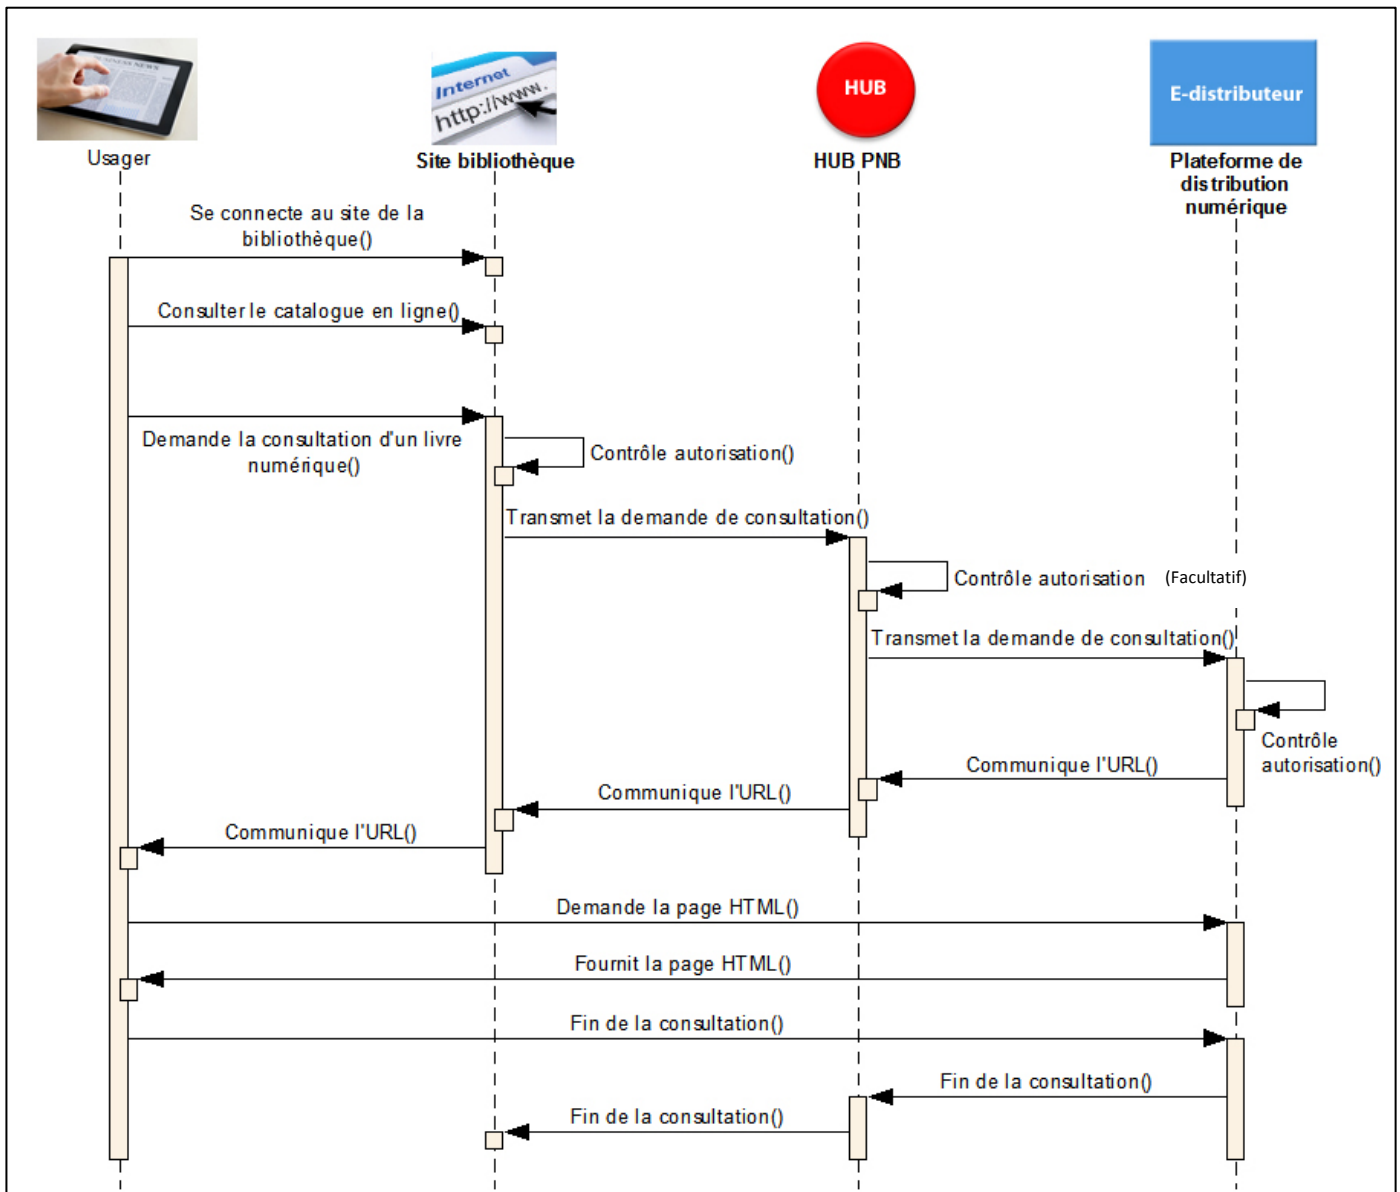 BUSINESS NEWS
Internet
http://www.
HUB
E-distributeur
Usager
Site bibliothèque
HUB PNB
Plateforme de
distribution
numérique
Se connecte au site de la
bibliothèque()
Consulter le catalogue en ligne()
Demande la consultation d'un livre
numérique()
Contrôle autorisation()
Transmet la demande de consultation()
Contrôle autorisation (Facultatif)
Transmet la demande de consultation()
Contrôle
autorisation()
Communique l'URL()
Communique l'URL()
Communique l'URL()
Demande la page HTML()
Fournit la page HTML()
Fin de la consultation()
Fin de la consultation()
Fin de la consultation()